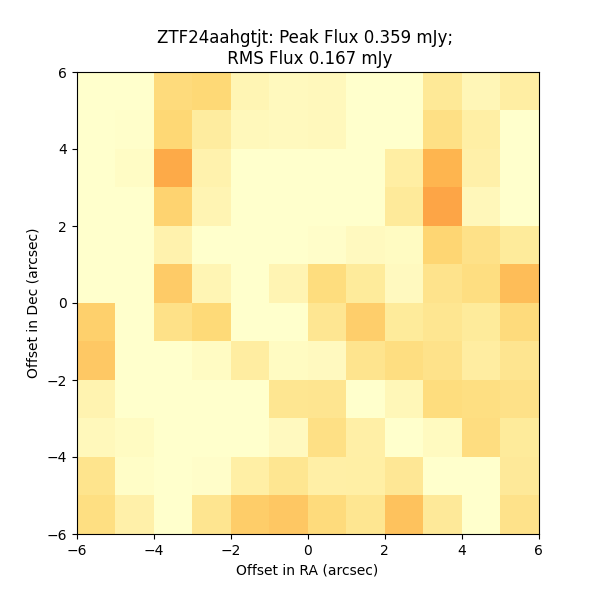 ZTF24aahgtjt: Peak Flux 0.359 mJy;
RMS Flux 0.167 mJy
6
4
2
0
−2
−4
−6
Offset in Dec (arcsec)
−6 −4 −2 0 2 4 6
Offset in RA (arcsec)